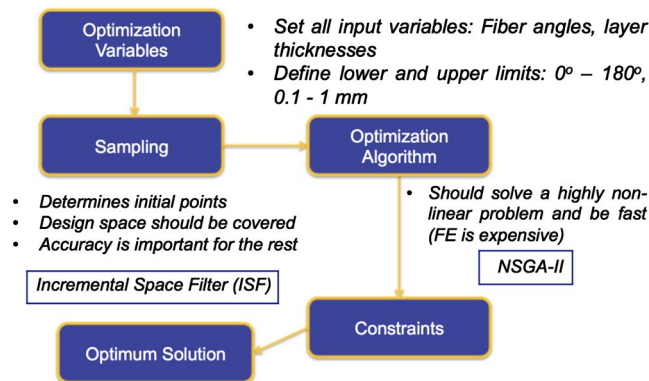 Optimization
Variables
• Set all input variables: Fiber angles, layer
thicknesses
• Define lower and upper limits: 0º – 180º,
0.1 - 1 mm
Sampling
Optimization
Algorithm
• Determines initial points
• Design space should be covered
• Accuracy is important for the rest
• Should solve a highly non-
linear problem and be fast
(FE is expensive)
Incremental Space Filter (ISF)
NSGA-II
Constraints
Optimum Solution